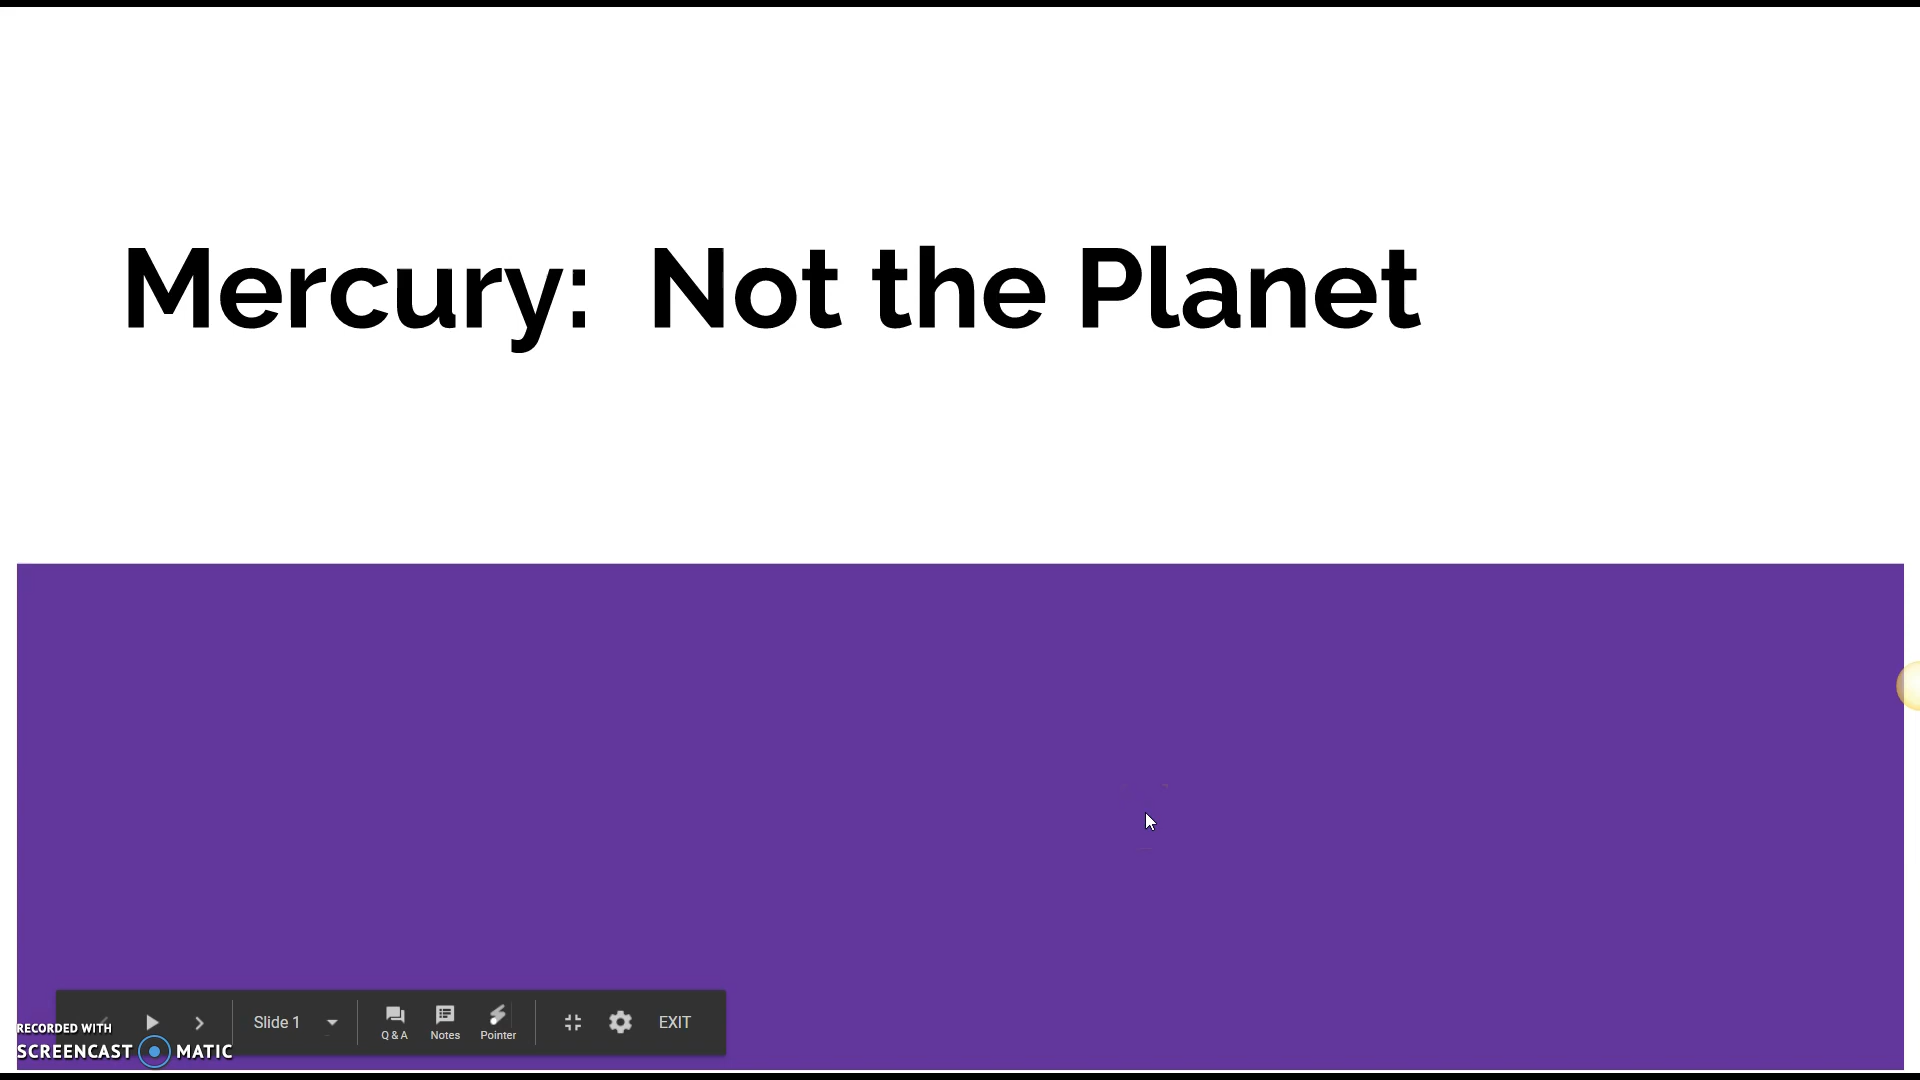 Mercury:  Not the Planet
Slide 1
Q & A
Notes
Pointer
EXIT
RECORDED WITH
SCREENCAST MATIC